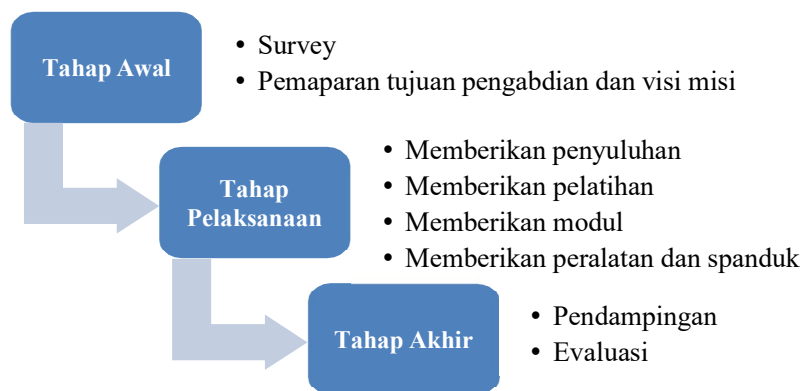 Tahap Awal
• Survey
• Pemaparan tujuan pengabdian dan visi misi
Tahap
Pelaksanaan
• Memberikan penyuluhan
• Memberikan pelatihan
• Memberikan modul
• Memberikan peralatan dan spanduk
Tahap Akhir
• Pendampingan
• Evaluasi